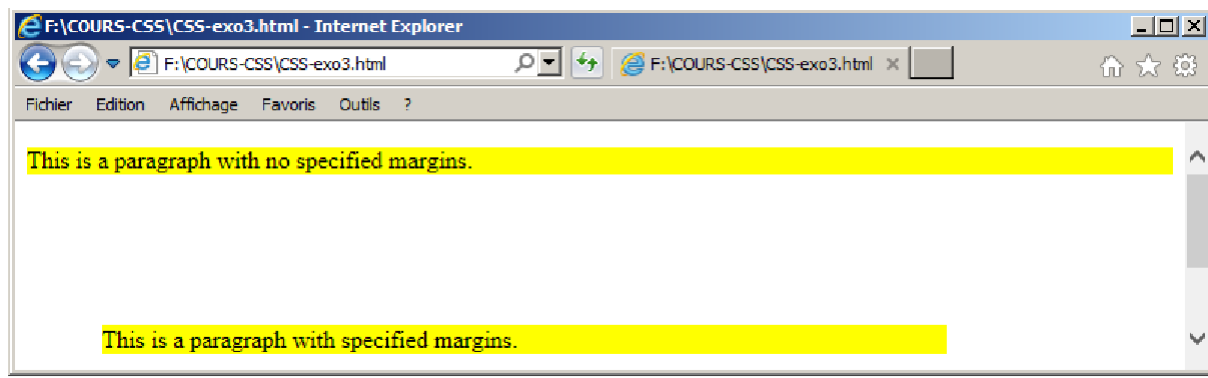 F:\COURS-CSS\CSS-exo3.html - Internet Explorer
F:\COURS-CSS\CSS-exo3.html F:\COURS-CSS\CSS-exo3.html
Fichier Edition Affichage Favoris Outils ?
This is a paragraph with no specified margins.
This is a paragraph with specified margins.